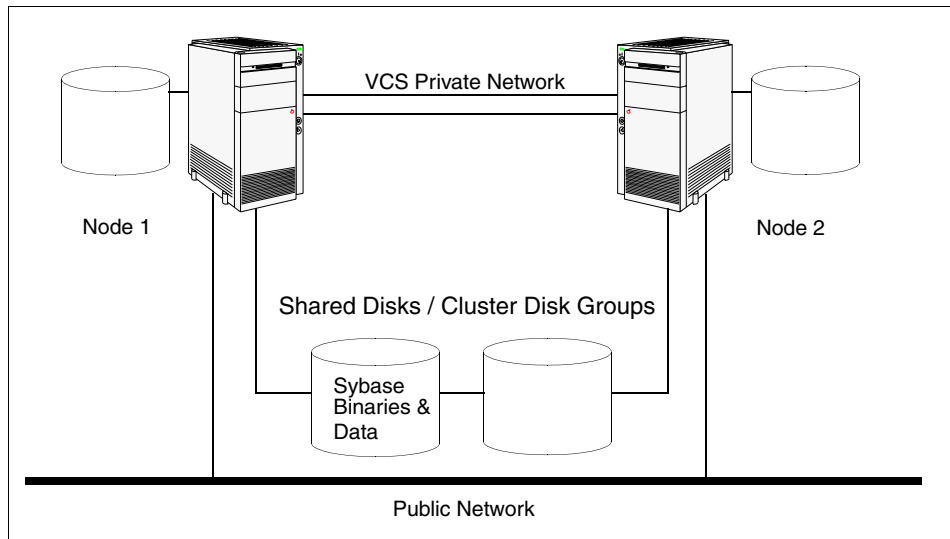 VCS Private Network
Node 1
Node 2
Shared Disks / Cluster Disk Groups
Sybase
Binaries &
Data
Public Network